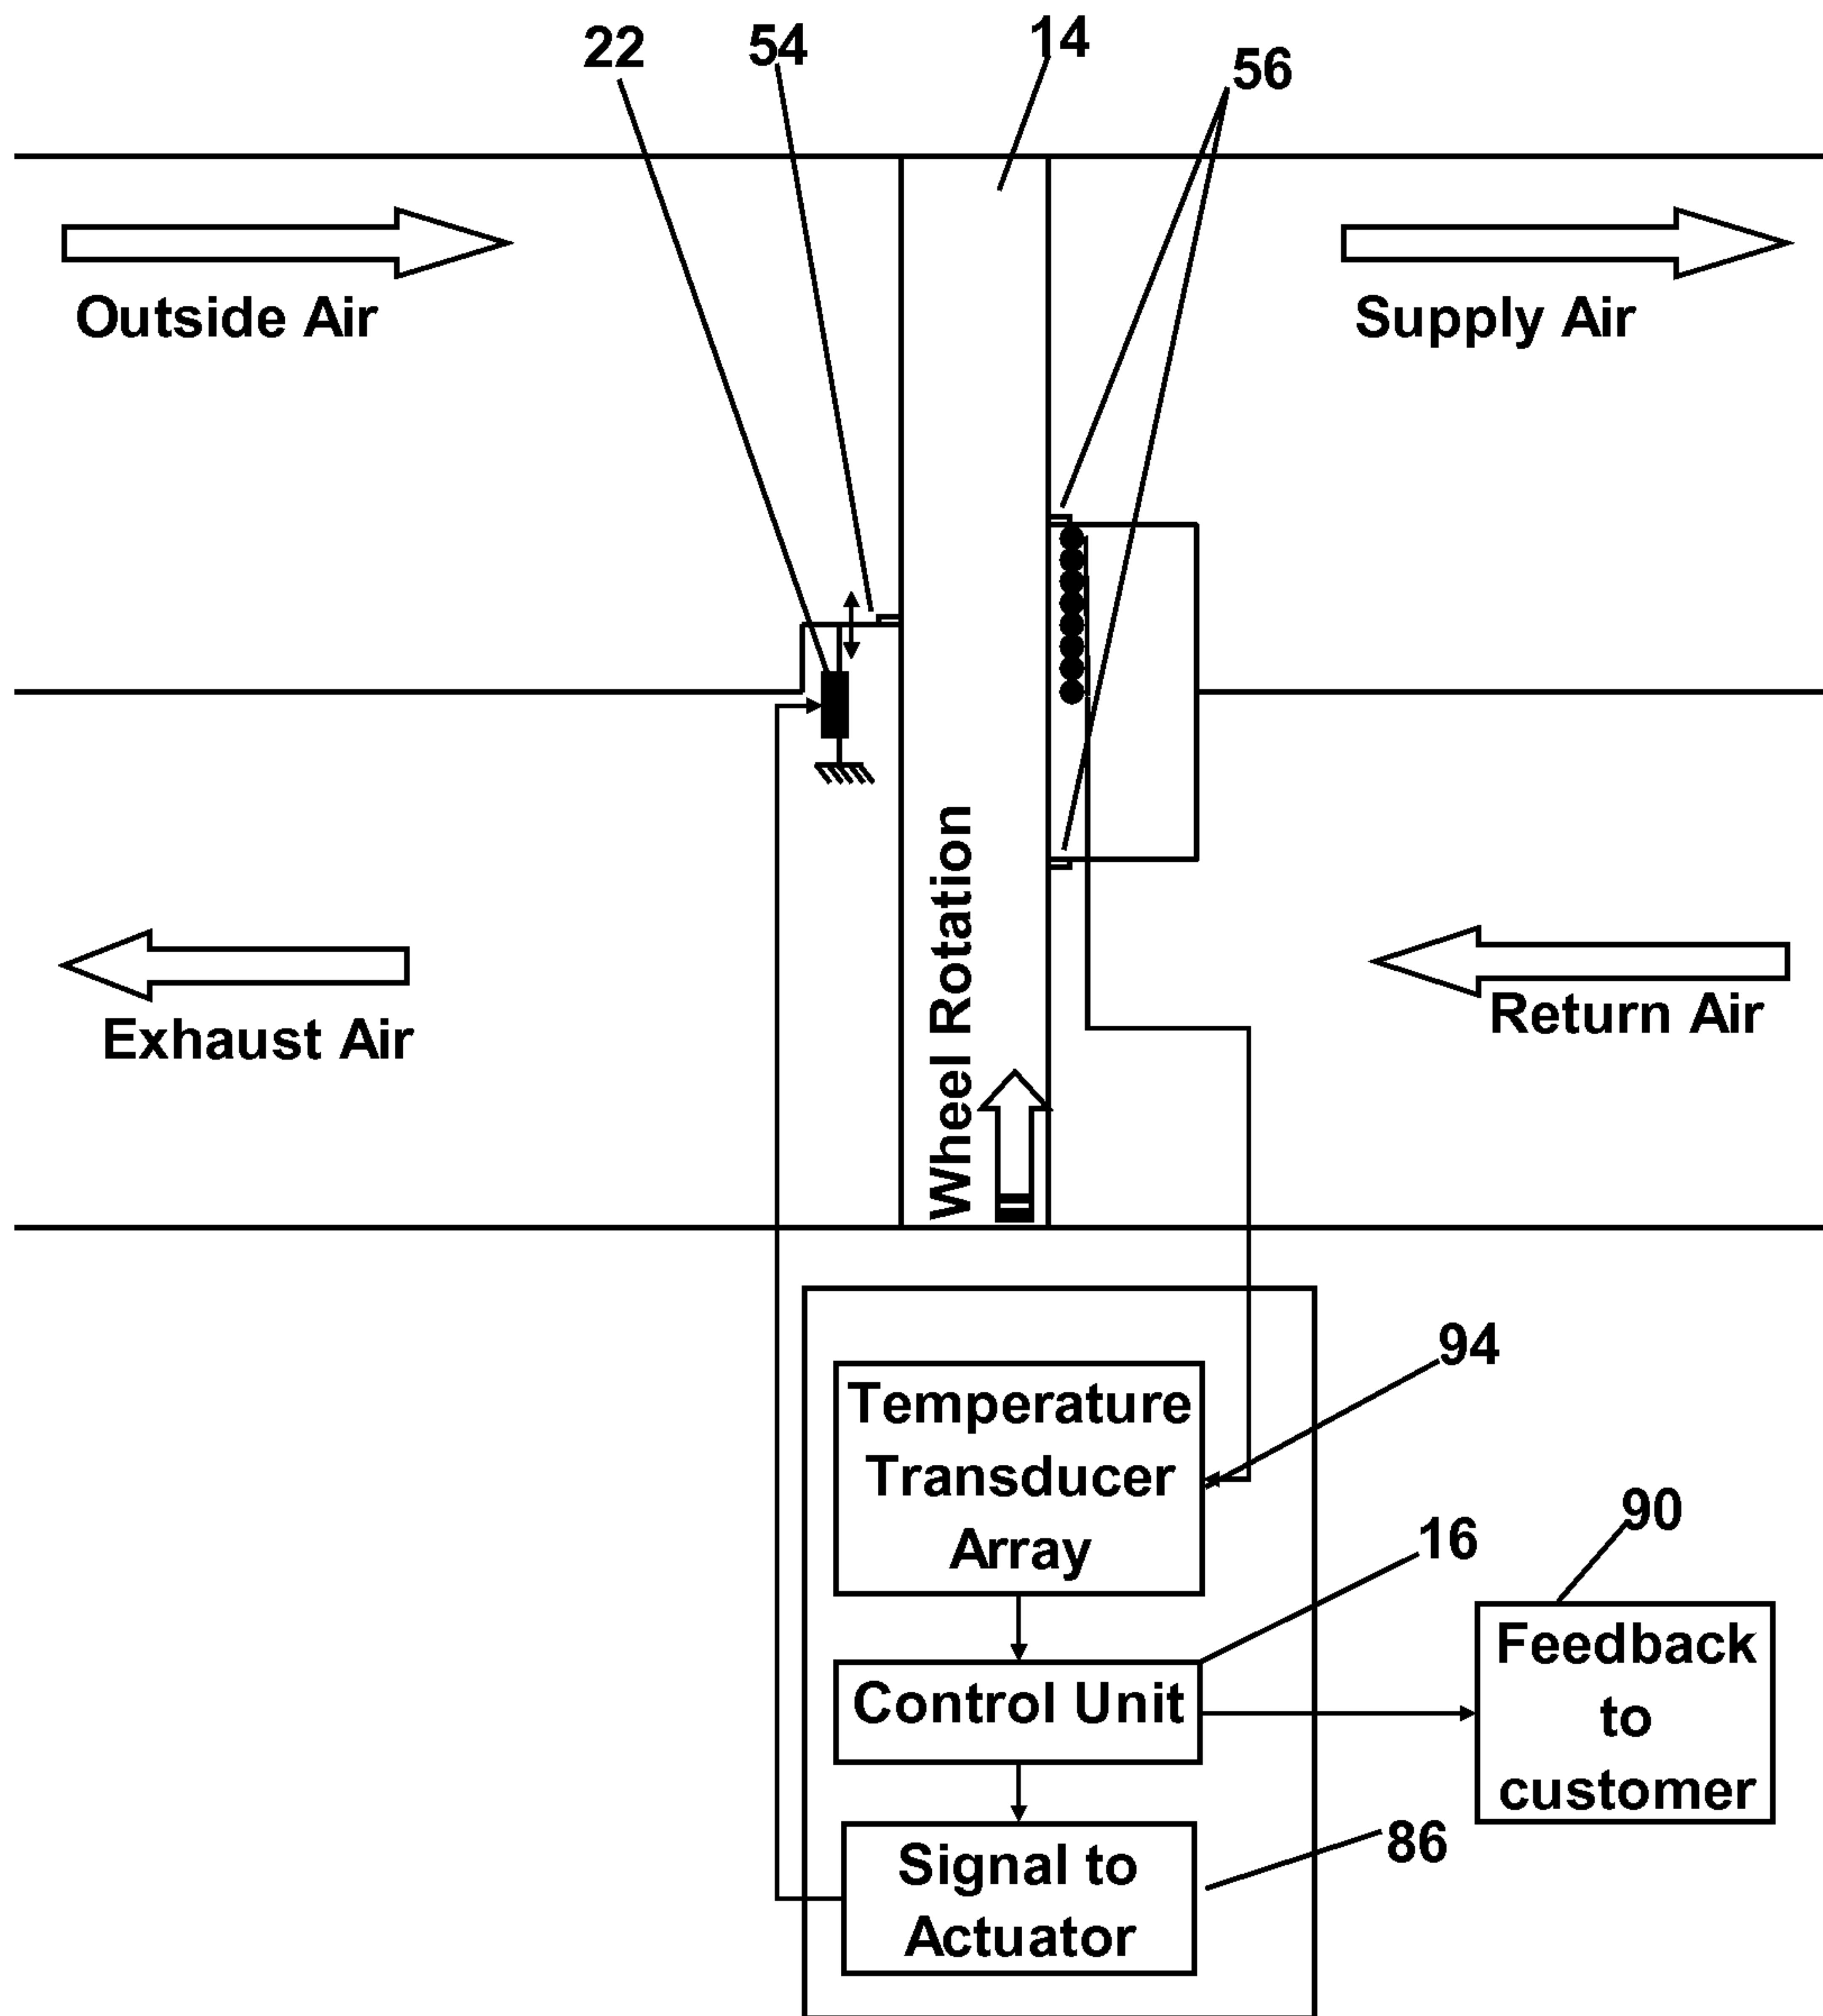 22
54
14
56
Outside Air
Supply Air
Wheel Rotation
Exhaust Air
Return Air
94
Temperature
Transducer
Array
16
90
Control Unit
Feedback
to
customer
86
Signal to
Actuator